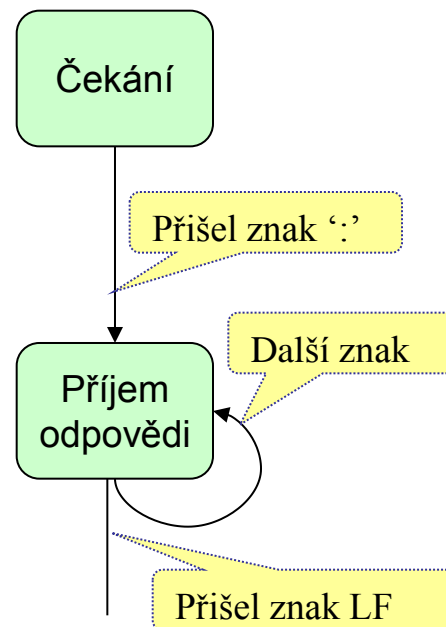 Čekání
Přišel znak ‘:’
Další znak
Příjem
odpovědi
Přišel znak LF